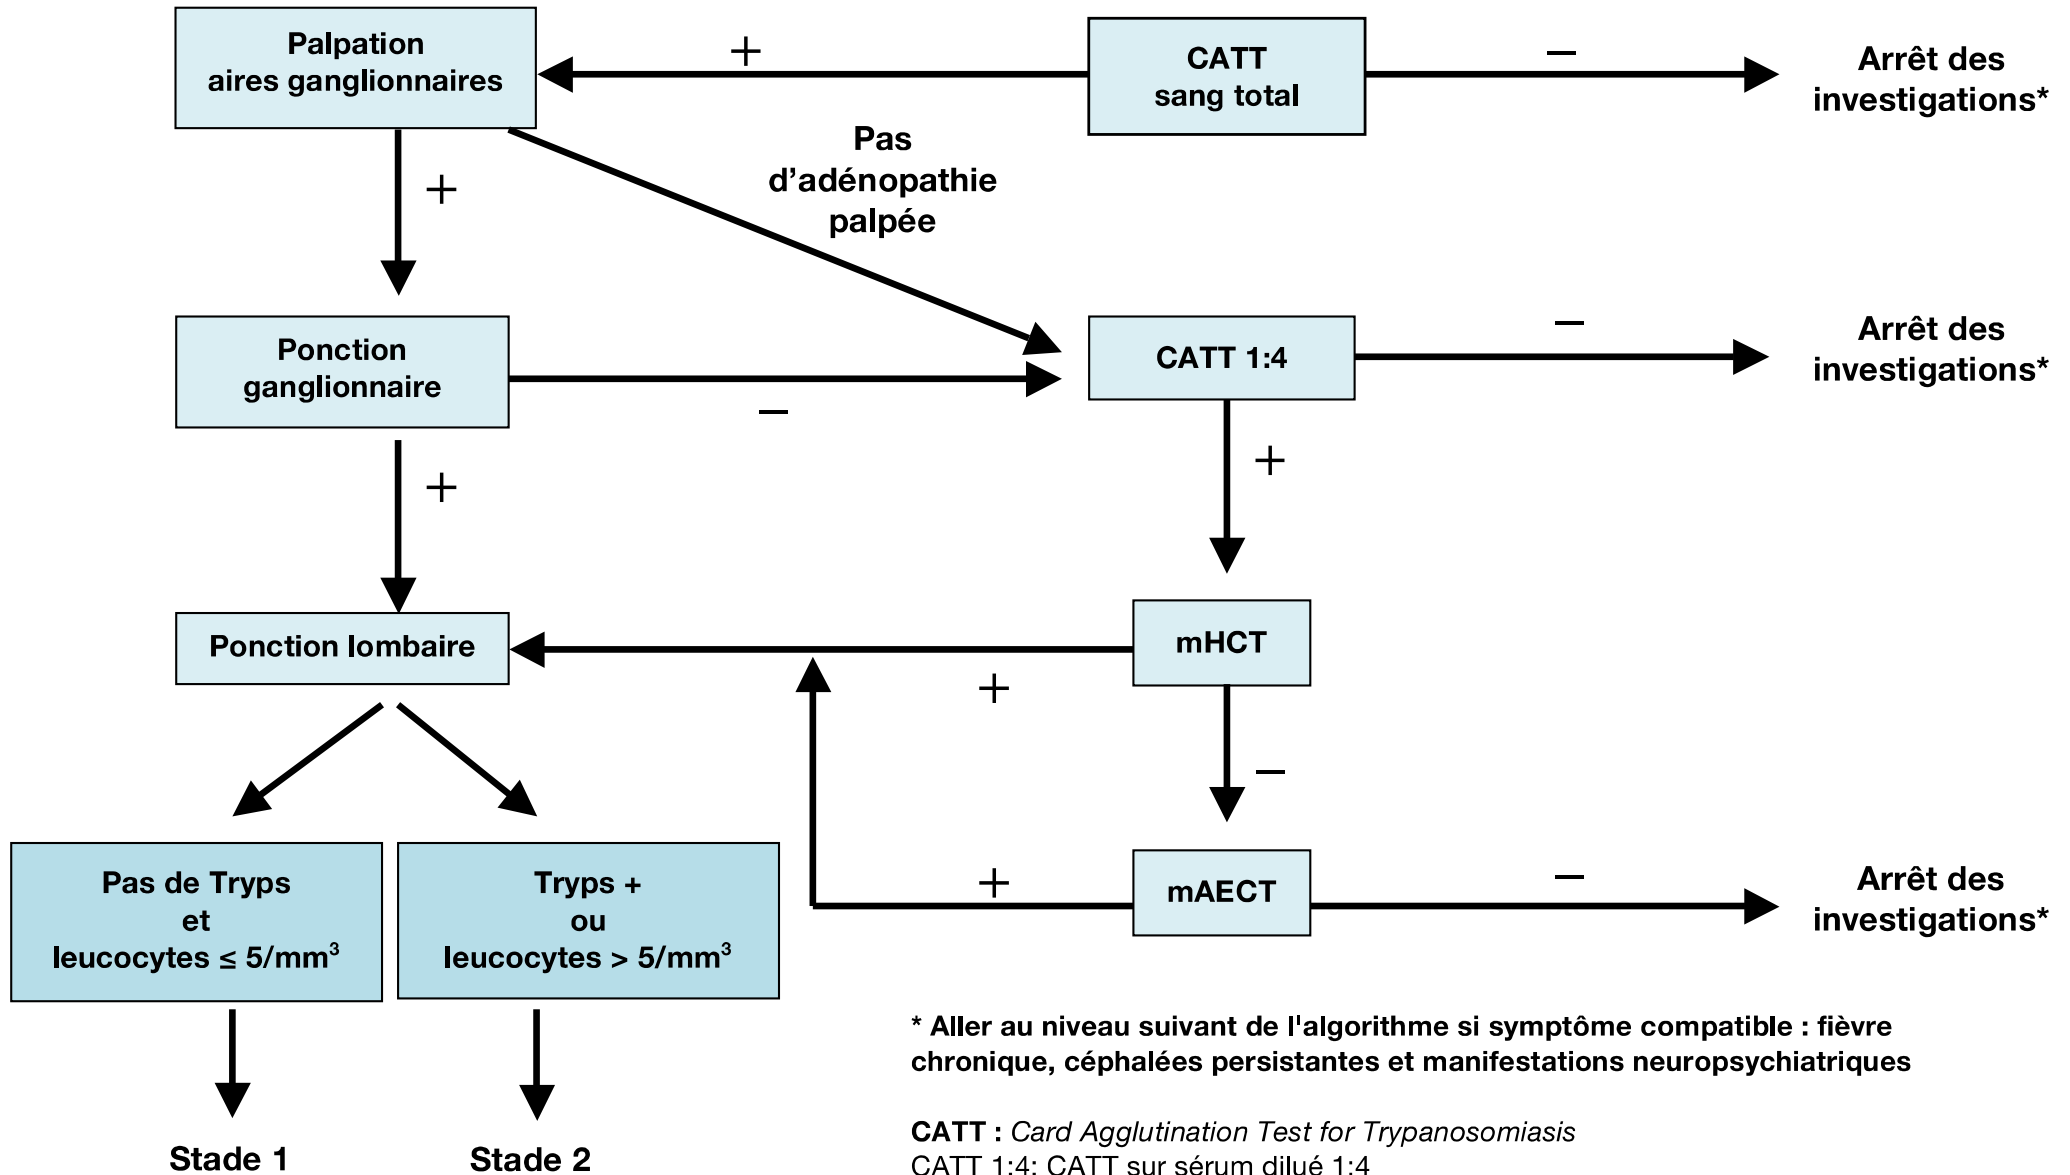 Palpation
aires ganglionnaires
+
CATT
sang total
−
Arrêt des
investigations*
Pas
d'adénopathie
palpée
+
Ponction
ganglionnaire
−
CATT 1:4
−
Arrêt des
investigations*
+
+
Ponction lombaire
+
mHCT
−
Pas de Tryps
et
leucocytes ≤ 5/mm³
Tryps +
ou
leucocytes > 5/mm³
+
mAECT
−
Arrêt des
investigations*
Stade 1
Stade 2
* Aller au niveau suivant de l'algorithme si symptôme compatible : fièvre
chronique, céphalées persistantes et manifestations neuropsychiatriques
CATT : Card Agglutination Test for Trypanosomiasis
CATT 1:4: CATT sur sérum dilué 1:4